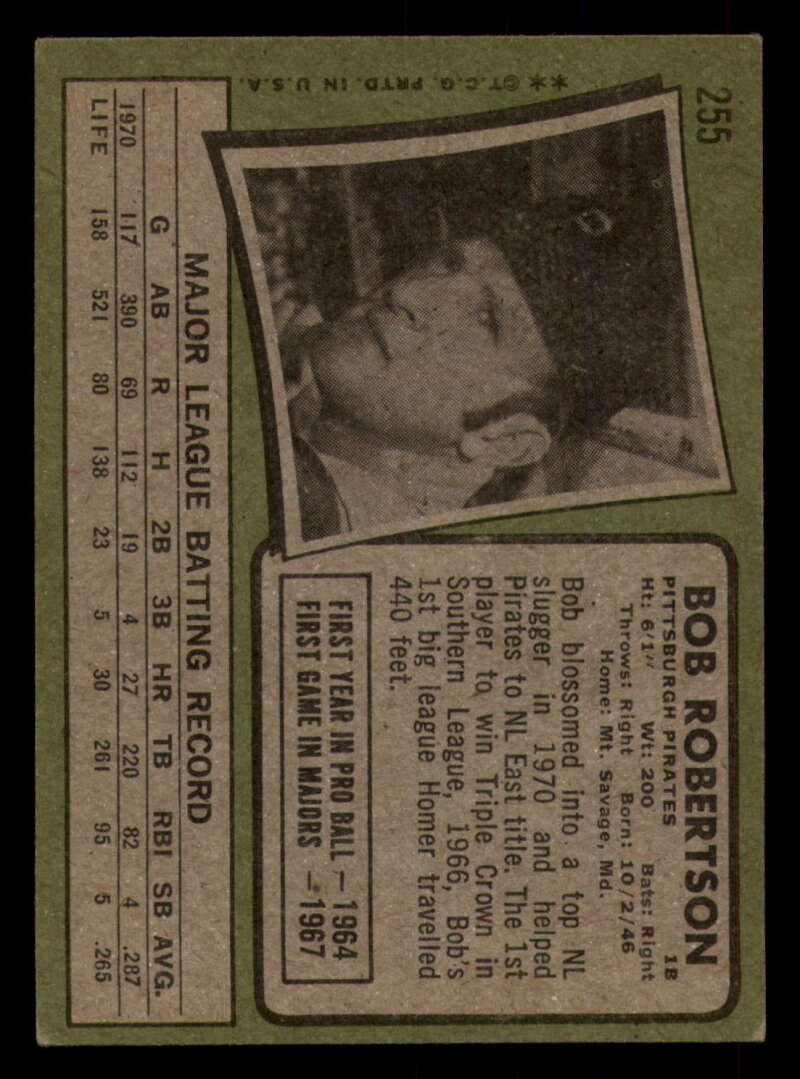 255
** ©T.C.G. PRTD. IN U.S.A.
BOB ROBERTSON
PITTSBURGH PIRATES 1B
Ht: 6'1" Wt: 200 Bats: Right
Throws: Right Born: 10/2/46
Home: Mt. Savage, Md.
Bob blossomed into a top NL
slugger in 1970 and helped
Pirates to NL East title. The 1st
player to win Triple Crown in
Southern League, 1966, Bob's
1st big league Homer travelled
440 feet.
FIRST YEAR IN PRO BALL — 1964
FIRST GAME IN MAJORS — 1967
MAJOR LEAGUE BATTING RECORD
G AB R H 2B 3B HR TB RBI SB AVG.
1970 117 390 69 112 19 4 27 220 82 4 .287
LIFE 158 521 80 138 23 5 30 261 95 5 .265